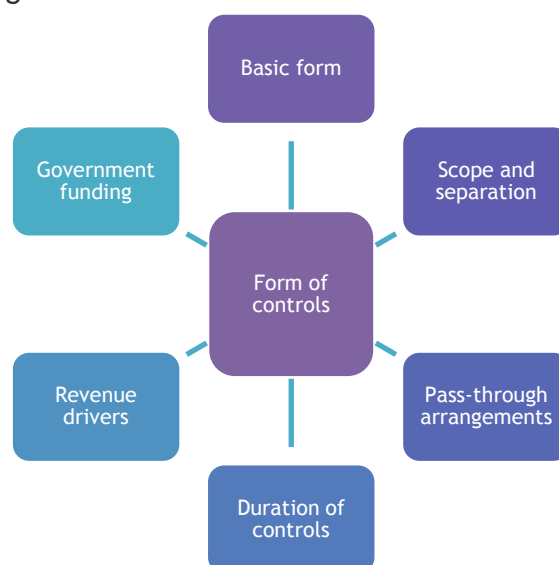 Basic form
Government
funding
Scope and
separation
Form of
controls
Revenue
drivers
Pass-through
arrangements
Duration of
controls